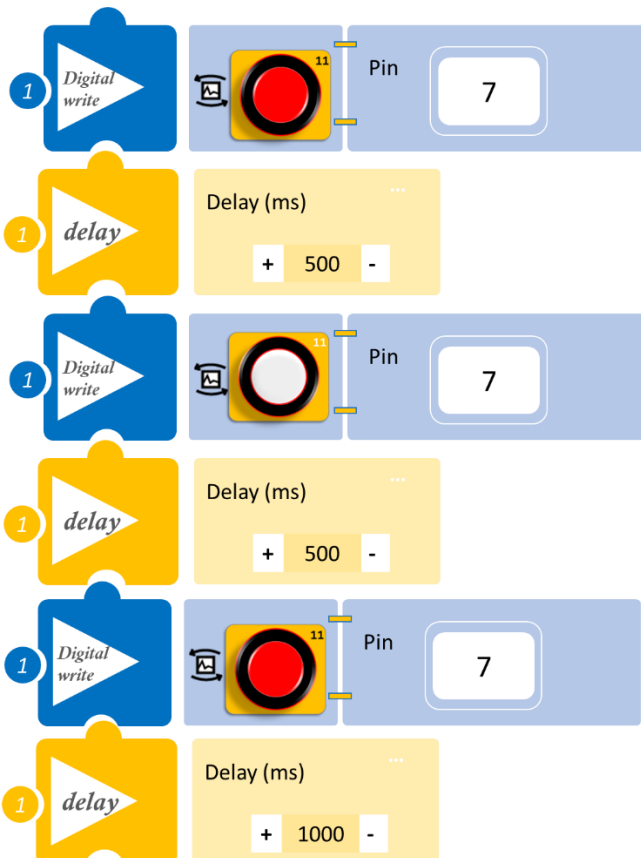 1
Digital
write
11
Pin
7
1
delay
Delay (ms)
...
+ 500 -
1
Digital
write
11
Pin
7
1
delay
Delay (ms)
...
+ 500 -
1
Digital
write
11
Pin
7
1
delay
Delay (ms)
...
+ 1000 -